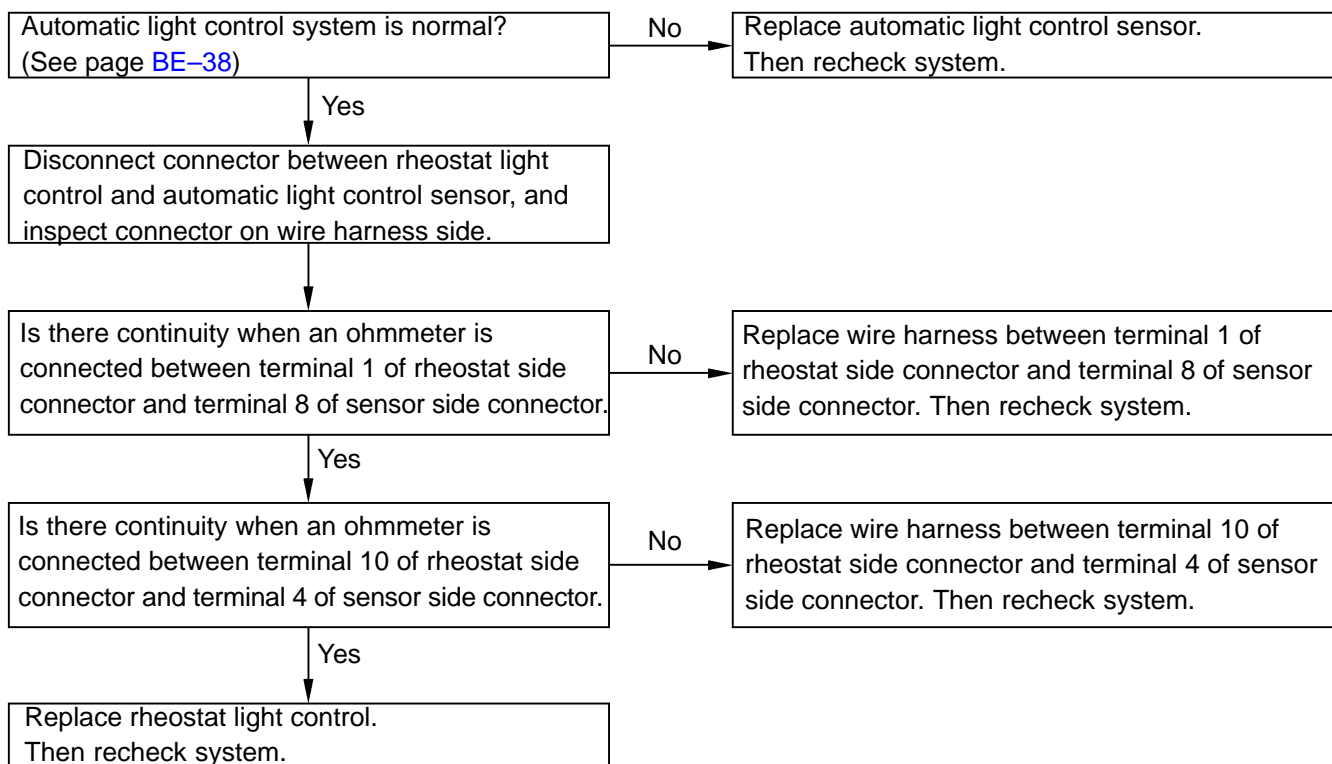 Automatic light control system is normal?
(See page BE–38)
No
Replace automatic light control sensor.
Then recheck system.
Yes
Disconnect connector between rheostat light
control and automatic light control sensor, and
inspect connector on wire harness side.
Is there continuity when an ohmmeter is
connected between terminal 1 of rheostat side
connector and terminal 8 of sensor side connector.
No
Replace wire harness between terminal 1 of
rheostat side connector and terminal 8 of sensor
side connector. Then recheck system.
Yes
Is there continuity when an ohmmeter is
connected between terminal 10 of rheostat side
connector and terminal 4 of sensor side connector.
No
Replace wire harness between terminal 10 of
rheostat side connector and terminal 4 of sensor
side connector. Then recheck system.
Yes
Replace rheostat light control.
Then recheck system.